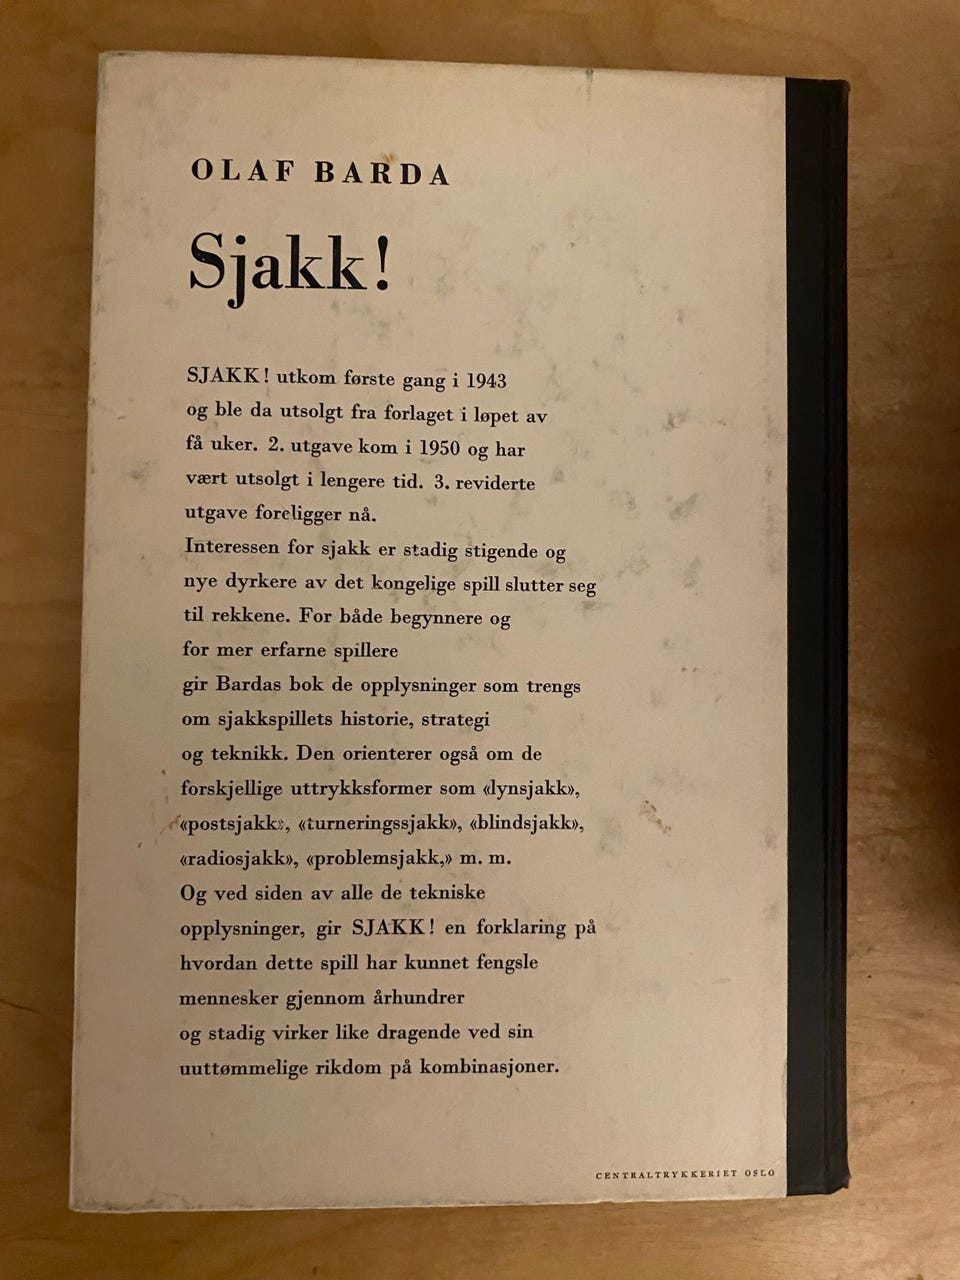 OLAF BARDA
Sjakk!
SJAKK! utkom første gang i 1943
og ble da utsolgt fra forlaget i løpet av
få uker. 2. utgave kom i 1950 og har
vært utsolgt i lengere tid. 3. reviderte
utgave foreligger nå.
Interessen for sjakk er stadig stigende og
nye dyrkere av det kongelige spill slutter seg
til rekkene. For både begynnere og
for mer erfarne spillere
gir Bardas bok de opplysninger som trengs
om sjakkspillets historie, strategi
og teknikk. Den orienterer også om de
forskjellige uttrykksformer som «lynsjakk»,
«postsjakk», «turneringssjakk», «blindsjakk»,
«radiosjakk», «problemsjakk,» m. m.
Og ved siden av alle de tekniske
opplysninger, gir SJAKK! en forklaring på
hvordan dette spill har kunnet fengsle
mennesker gjennom århundrer
og stadig virker like dragende ved sin
uuttømmelige rikdom på kombinasjoner.
CENTRALTRYKKERIET OSLO